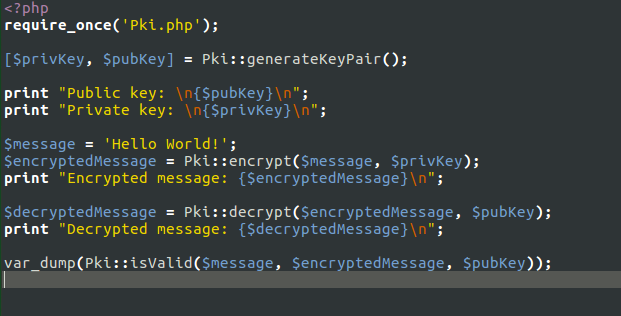 <?php
require_once('Pki.php');
[$privKey, $pubKey] = Pki::generateKeyPair();
print "Public key: \n{$pubKey}\n";
print "Private key: \n{$privKey}\n";
$message = 'Hello World!';
$encryptedMessage = Pki::encrypt($message, $privKey);
print "Encrypted message: {$encryptedMessage}\n";
$decryptedMessage = Pki::decrypt($encryptedMessage, $pubKey);
print "Decrypted message: {$decryptedMessage}\n";
var_dump(Pki::isValid($message, $encryptedMessage, $pubKey));